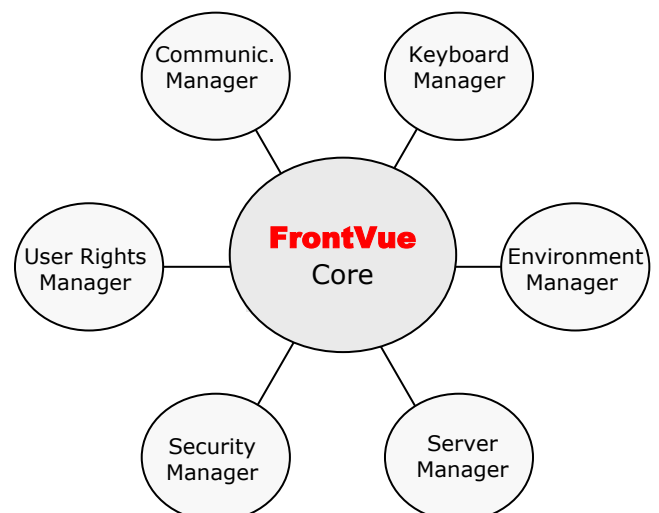 Communic.
Manager
Keyboard
Manager
FrontVue
Core
User Rights
Manager
Environment
Manager
Security
Manager
Server
Manager